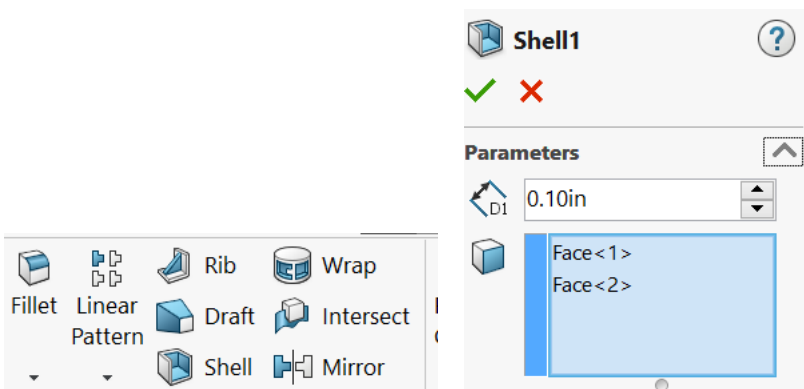 Fillet
Linear
Pattern
Rib
Draft
Shell
Wrap
Intersect
Mirror
Shell1
?
Parameters
D1
0.10in
Face<1>
Face<2>